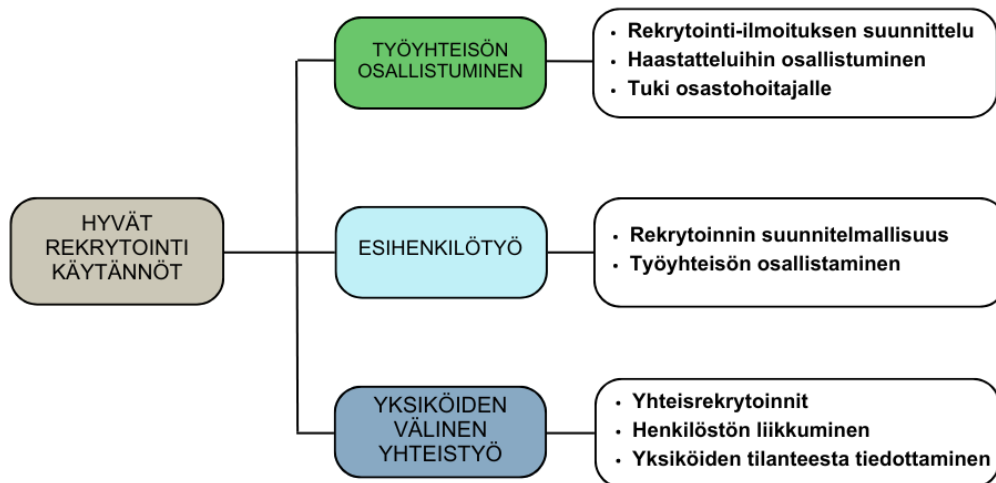 TYÖYHTEISÖN
OSALLISTUMINEN
• Rekrytointi-ilmoituksen suunnittelu
• Haastatteluihin osallistuminen
• Tuki osastohoitajalle
HYVÄT
REKRYTOINTI
KÄYTÄNNÖT
ESIHENKILÖTYÖ
• Rekrytoinnin suunnitelmallisuus
• Työyhteisön osallistaminen
YKSIKÖIDEN
VÄLINEN
YHTEISTYÖ
• Yhteisrekrytoinnit
• Henkilöstön liikkuminen
• Yksiköiden tilanteesta tiedottaminen